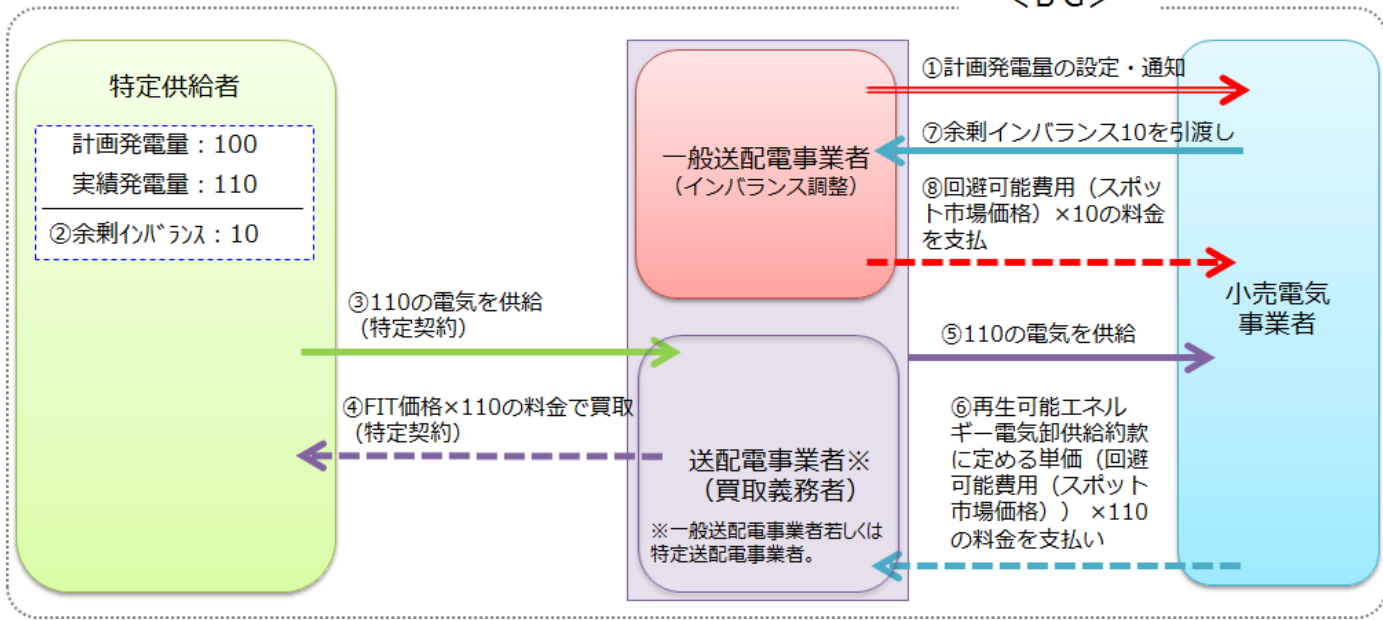 <BG>
特定供給者
計画発電量:100
実績発電量:110
②余剰インバランス:10
③110の電気を供給
(特定契約)
④FIT価格×110の料金で買取
(特定契約)
一般送配電事業者
(インバランス調整)
送配電事業者※
(買取義務者)
※一般送配電事業者若しくは
特定送配電事業者。
①計画発電量の設定・通知
⑦余剰インバランス10を引渡し
⑧回避可能費用(スポッ
ト市場価格)×10の料金
を支払
⑤110の電気を供給
⑥再生可能エネル
ギー電気卸供給約款
に定める単価(回避
可能費用(スポット
市場価格)) ×110
の料金を支払い
小売電気
事業者